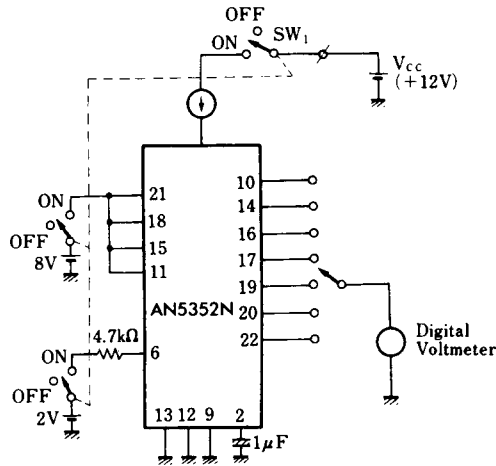 OFF
ON
SW₁
Vcc
(+12V)
ON
OFF
8V
21
18
15
11
10
14
16
17
19
20
22
AN5352N
4.7kΩ
ON
OFF
2V
6
13 12 9 2
1μF
Digital
Voltmeter